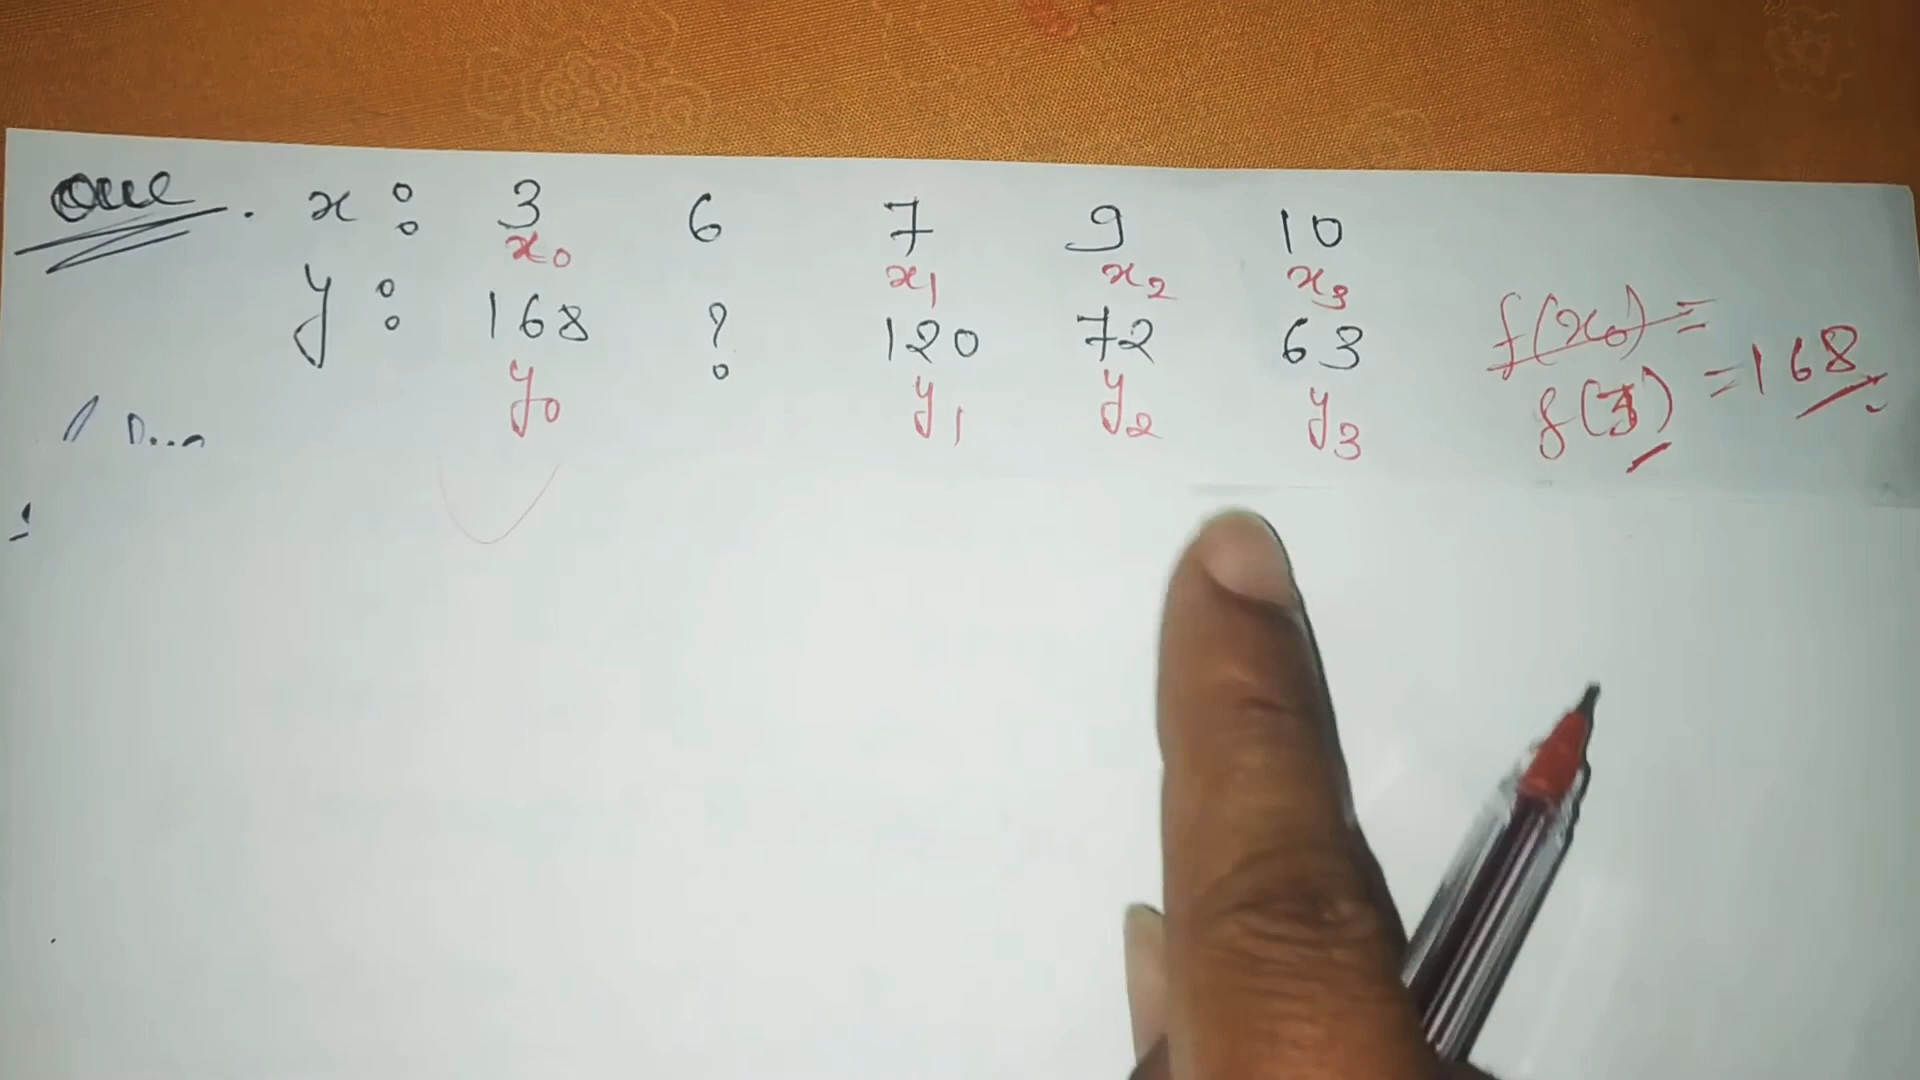 Que. x : 3 6 7 9 10
x₀ x₁ x₂ x₃
y : 168 ? 120 72 63
y₀ y₁ y₂ y₃
f(x₀) =
f(3) = 168.